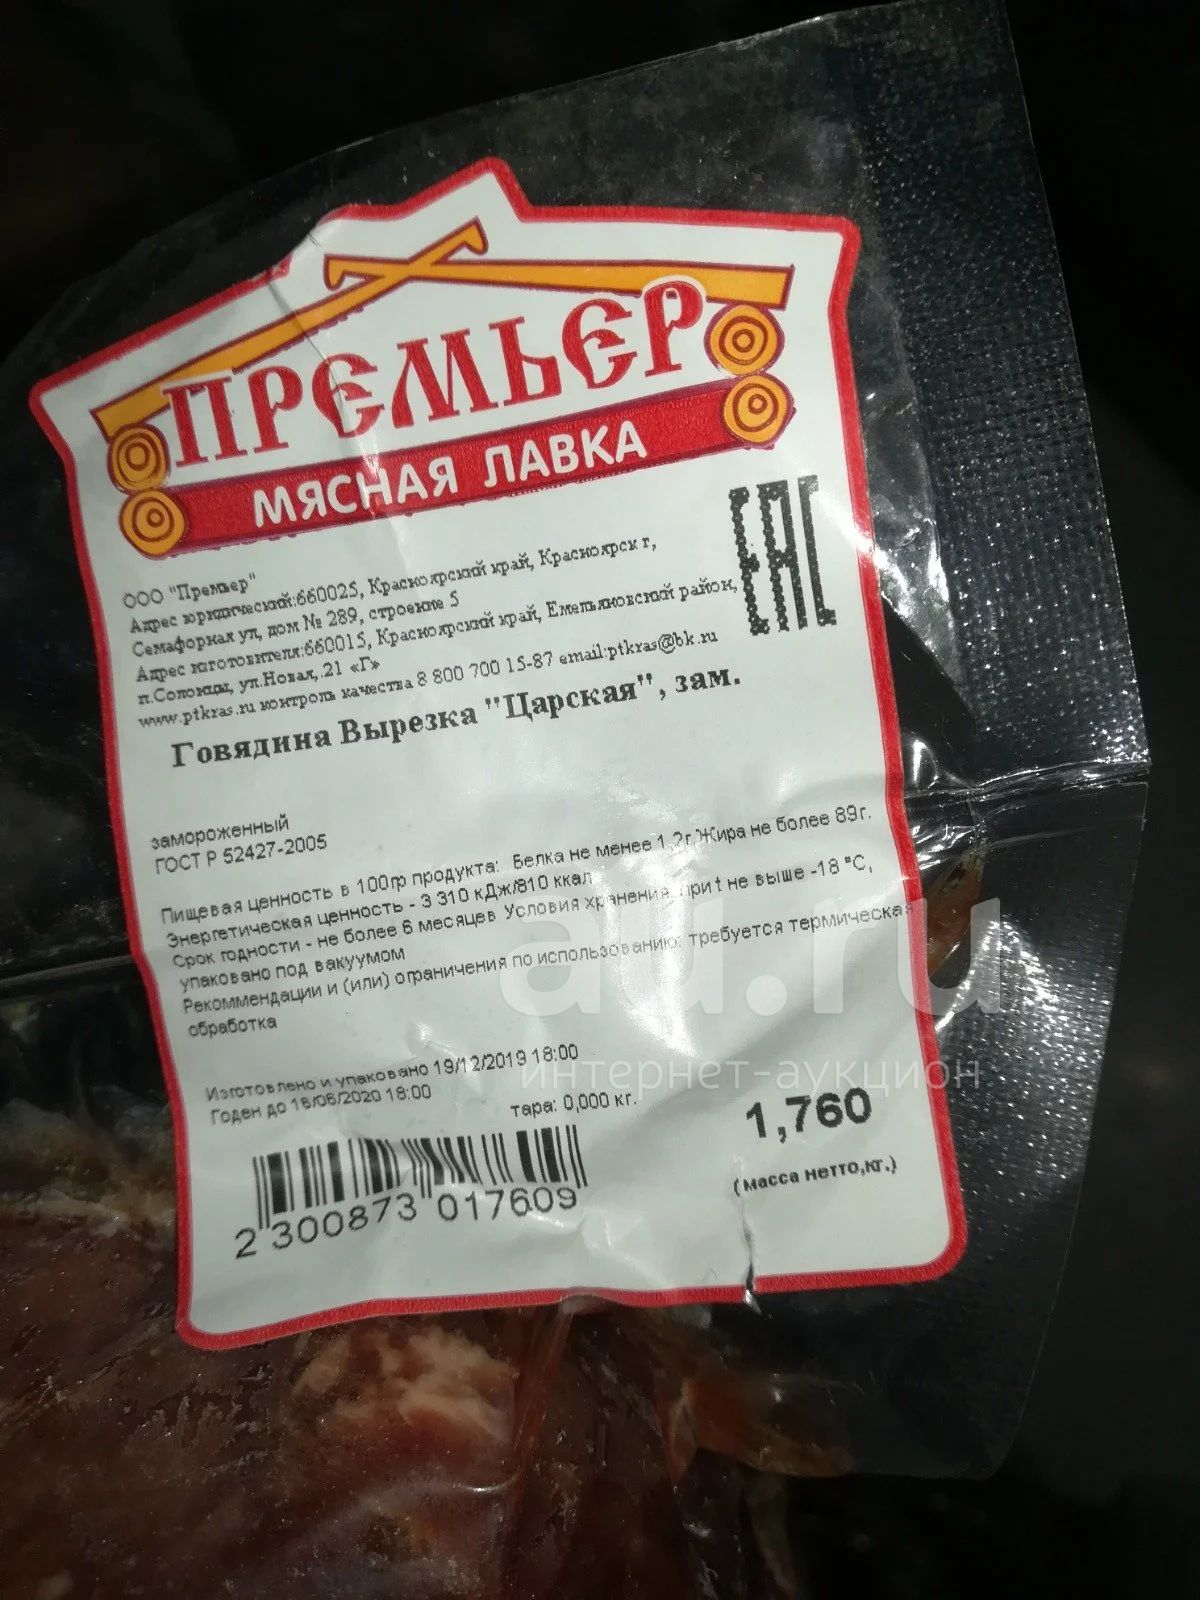 ПРЕМЬЕР
МЯСНАЯ ЛАВКА
ЕАС
ООО "Премьер"
Адрес юридический:660025, Красноярский край, Красноярск г,
Семафорная ул, дом № 289, строение 5
Адрес изготовителя:660015, Красноярский край, Емельяновский район,
п.Солонцы, ул.Новая,.21 «Г»
www.ptkras.ru контроль качества 8 800 700 15-87 email:ptkras@bk.ru
Говядина Вырезка "Царская", зам.
замороженный
ГОСТ Р 52427-2005
Пищевая ценность в 100гр продукта: Белка не менее 1,2г.Жира не более 89г.
Энергетическая ценность - 3 310 кДж/810 ккал
Срок годности - не более 6 месяцев Условия хранения: при t не выше -18 °С,
упаковано под вакуумом
Рекомендации и (или) ограничения по использованию: требуется термическая
обработка
Изготовлено и упаковано 19/12/2019 18:00
Годен до 16/06/2020 18:00
тара: 0,000 кг.
1,760
(масса нетто,кг.)
2 300873 017609
au.ru
интернет-аукцион